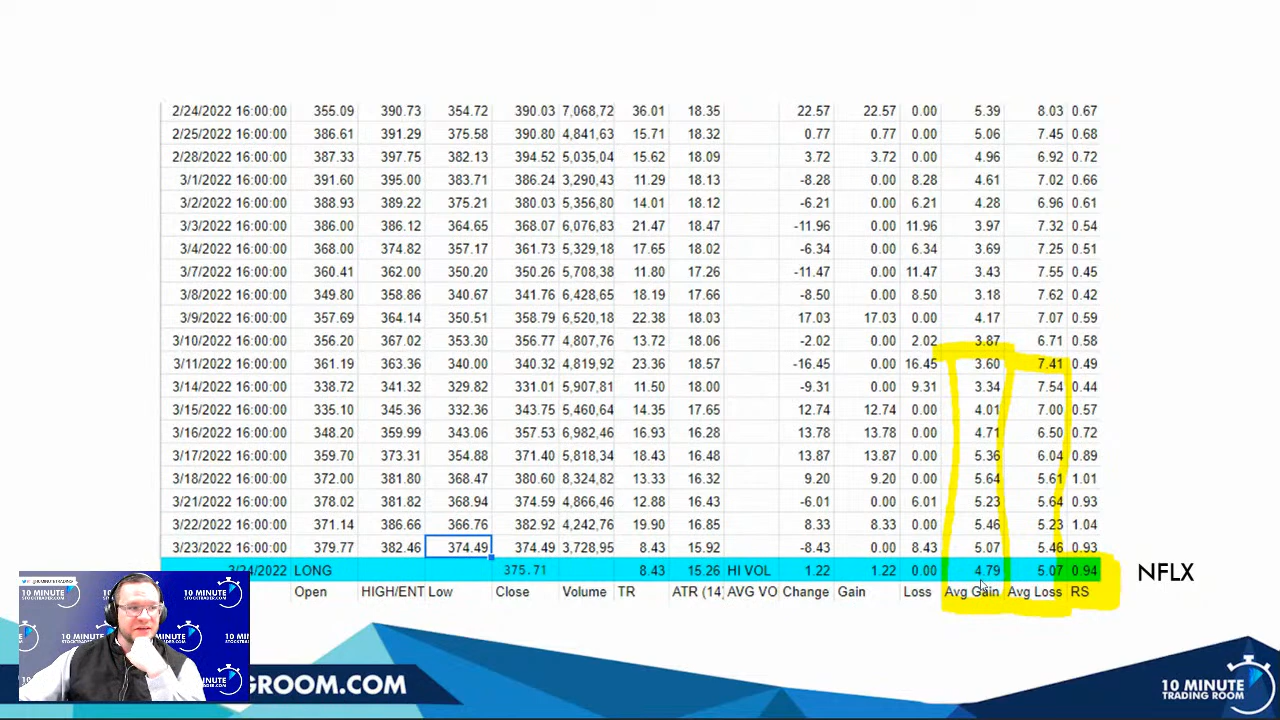 2/24/2022 16:00:00 355.09 390.73 354.72 390.03 7,068,72 36.01 18.35 22.57 22.57 0.00 5.39 8.03 0.67
2/25/2022 16:00:00 386.61 391.29 375.58 390.80 4,841,63 15.71 18.32 0.77 0.77 0.00 5.06 7.45 0.68
2/28/2022 16:00:00 387.33 397.75 382.13 394.52 5,035,04 15.62 18.09 3.72 3.72 0.00 4.96 6.92 0.72
3/1/2022 16:00:00 391.60 395.00 383.71 386.24 3,290,43 11.29 18.13 -8.28 0.00 8.28 4.61 7.02 0.66
3/2/2022 16:00:00 388.93 389.22 375.21 380.03 5,356,80 14.01 18.12 -6.21 0.00 6.21 4.28 6.96 0.61
3/3/2022 16:00:00 386.00 386.12 364.65 368.07 6,076,83 21.47 18.47 -11.96 0.00 11.96 3.97 7.32 0.54
3/4/2022 16:00:00 368.00 374.82 357.17 361.73 5,329,18 17.65 18.02 -6.34 0.00 6.34 3.69 7.25 0.51
3/7/2022 16:00:00 360.41 362.00 350.20 350.26 5,708,38 11.80 17.26 -11.47 0.00 11.47 3.43 7.55 0.45
3/8/2022 16:00:00 349.80 358.86 340.67 341.76 6,428,65 18.19 17.66 -8.50 0.00 8.50 3.18 7.62 0.42
3/9/2022 16:00:00 357.69 364.14 350.51 358.79 6,520,18 22.38 18.03 17.03 17.03 0.00 4.17 7.07 0.59
3/10/2022 16:00:00 356.20 367.02 353.30 356.77 4,807,76 13.72 18.06 -2.02 0.00 2.02 3.87 6.71 0.58
3/11/2022 16:00:00 361.19 363.36 340.00 340.32 4,819,92 23.36 18.57 -16.45 0.00 16.45 3.60 7.41 0.49
3/14/2022 16:00:00 338.72 341.32 329.82 331.01 5,907,81 11.50 18.00 -9.31 0.00 9.31 3.34 7.54 0.44
3/15/2022 16:00:00 335.10 345.36 332.36 343.75 5,460,64 14.35 17.65 12.74 12.74 0.00 4.01 7.00 0.57
3/16/2022 16:00:00 348.20 359.99 343.06 357.53 6,982,46 16.93 16.28 13.78 13.78 0.00 4.71 6.50 0.72
3/17/2022 16:00:00 359.70 373.31 354.88 371.40 5,818,34 18.43 16.48 13.87 13.87 0.00 5.36 6.04 0.89
3/18/2022 16:00:00 372.00 381.80 368.47 380.60 8,324,82 13.33 16.32 9.20 9.20 0.00 5.64 5.61 1.01
3/21/2022 16:00:00 378.02 381.82 368.94 374.59 4,866,46 12.88 16.43 -6.01 0.00 6.01 5.23 5.64 0.93
3/22/2022 16:00:00 371.14 386.66 366.76 382.92 4,242,76 19.90 16.85 8.33 8.33 0.00 5.46 5.23 1.04
3/23/2022 16:00:00 379.77 382.46 374.49 374.49 3,728,95 8.43 15.92 -8.43 0.00 8.43 5.07 5.46 0.93
3/24/2022 LONG 375.71 8.43 15.26 HI VOL 1.22 1.22 0.00 4.79 5.07 0.94
Open HIGH/ENT Low Close Volume TR ATR (14 AVG VO Change Gain Loss Avg Gain Avg Loss RS
NFLX
10 MINUTE
GROOM.COM
10 MINUTE
TRADING ROOM